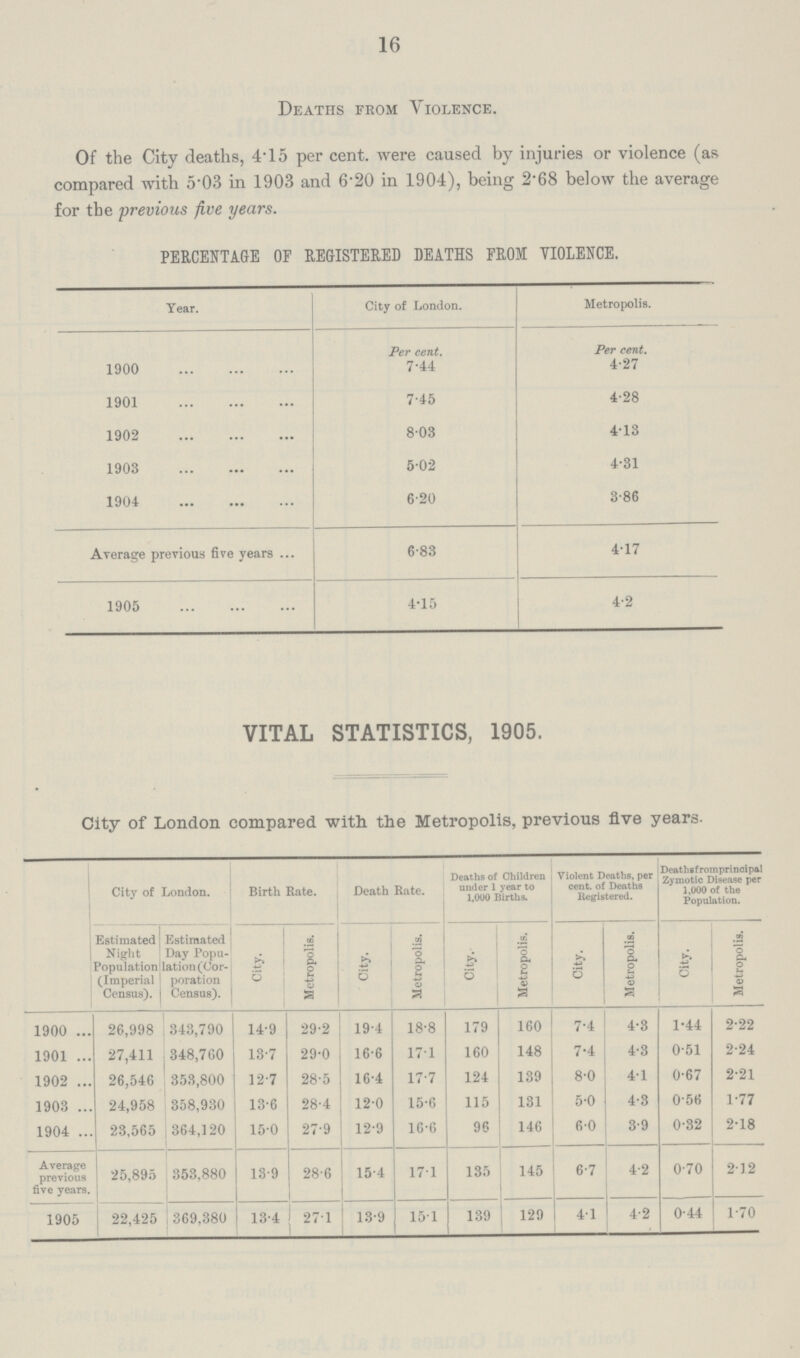 16
Deaths from Violence.
Of the City deaths, 4·15 per cent. were caused by injuries or violence (as
compared with 5·03 in 1903 and 6·20 in 1904), being 2·68 below the average
for the previous five years.
PERCENTAGE OF REGISTERED DEATHS FROM VIOLENCE.
Year. City of London. Metropolis.
Per cent. Per cent.
1900 ... ... ... 7·44 4·27
1901 ... ... ... 7·45 4·28
1902 ... ... ... 8·03 4·13
1903 ... ... ... 5·02 4·31
1904 ... ... ... 6·20 3·86
Average previous five years ... 6·83 4·17
1905 ... ... ... 4·15 4·2
VITAL STATISTICS, 1905.
City of London compared with the Metropolis, previous five years.
City of London. Birth Rate. Death Rate. Deaths of Children under 1 year to 1,000 Births. Violent Deaths, per cent. of Deaths Registered. Deaths from principal Zymotic Disease per 1,000 of the Population.
Estimated Night Population (Imperial Census). Estimated Day Popu- lation (Cor- poration Census). City. Metropolis. City. Metropolis. City. Metropolis. City. Metropolis. City. Metropolis.
1900 ... 26,998 343,790 14·9 29·2 19·4 18·8 179 160 7·4 4·3 1·44 2·22
1901 ... 27,411 348,760 13·7 29·0 16·6 17·1 160 148 7·4 4·3 0·51 2·24
1902 ... 26,546 353,800 12·7 28·5 16·4 17·7 124 139 8·0 4·1 0·67 2·21
1903 ... 24,958 358,930 13·6 28·4 12·0 15·6 115 131 5·0 4·3 0·56 1·77
1904 ... 23,565 364,120 15·0 27·9 12·9 16·6 96 146 6·0 3·9 0·32 2·18
Average previous five years. 25,895 353,880 13·9 28·6 15·4 17·1 135 145 6·7 4·2 0·70 2·12
1905 22,425 369,380 13·4 27·1 13·9 15·1 139 129 4·1 4·2 0·44 1·70